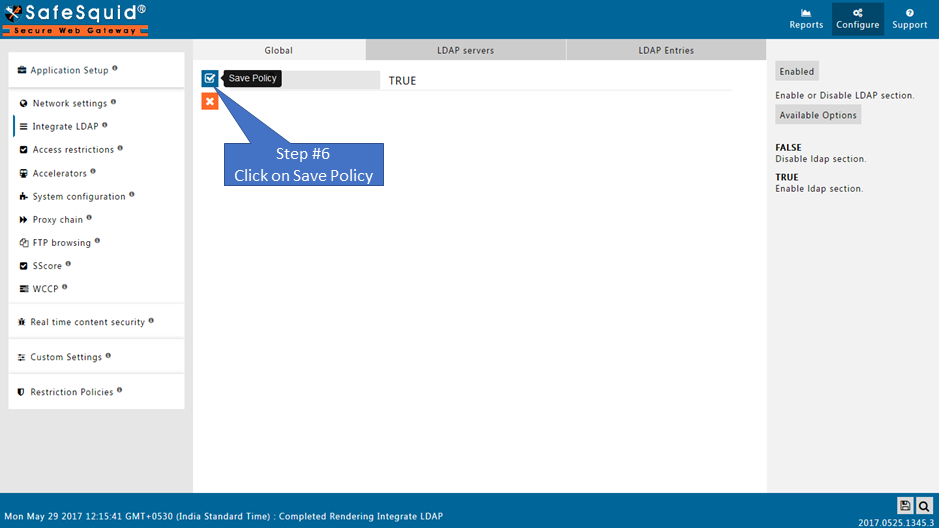 SafeSquid®
Secure Web Gateway
Reports
Configure
Support
Application Setup
Network settings
Integrate LDAP
Access restrictions
Accelerators
System configuration
Proxy chain
FTP browsing
SScore
WCCP
Real time content security
Custom Settings
Restriction Policies
Global
LDAP servers
LDAP Entries
Save Policy
TRUE
Step #6
Click on Save Policy
Enabled
Enable or Disable LDAP section.
Available Options
FALSE
Disable ldap section.
TRUE
Enable ldap section.
Mon May 29 2017 12:15:41 GMT+0530 (India Standard Time) : Completed Rendering Integrate LDAP
2017.0525.1345.3